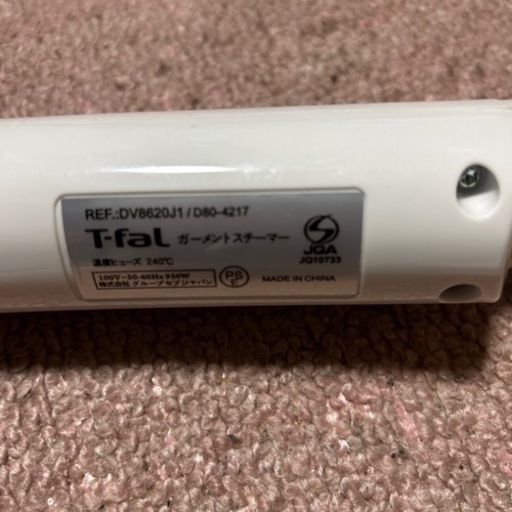 REF.:DV8620J1 / D80-4217
T-faL ガーメントスチーマー
温度ヒューズ 240℃
100V~50-60Hz 950W
株式会社 グループセブ ジャパン
PS
E
MADE IN CHINA
S
JQA
JQ10733